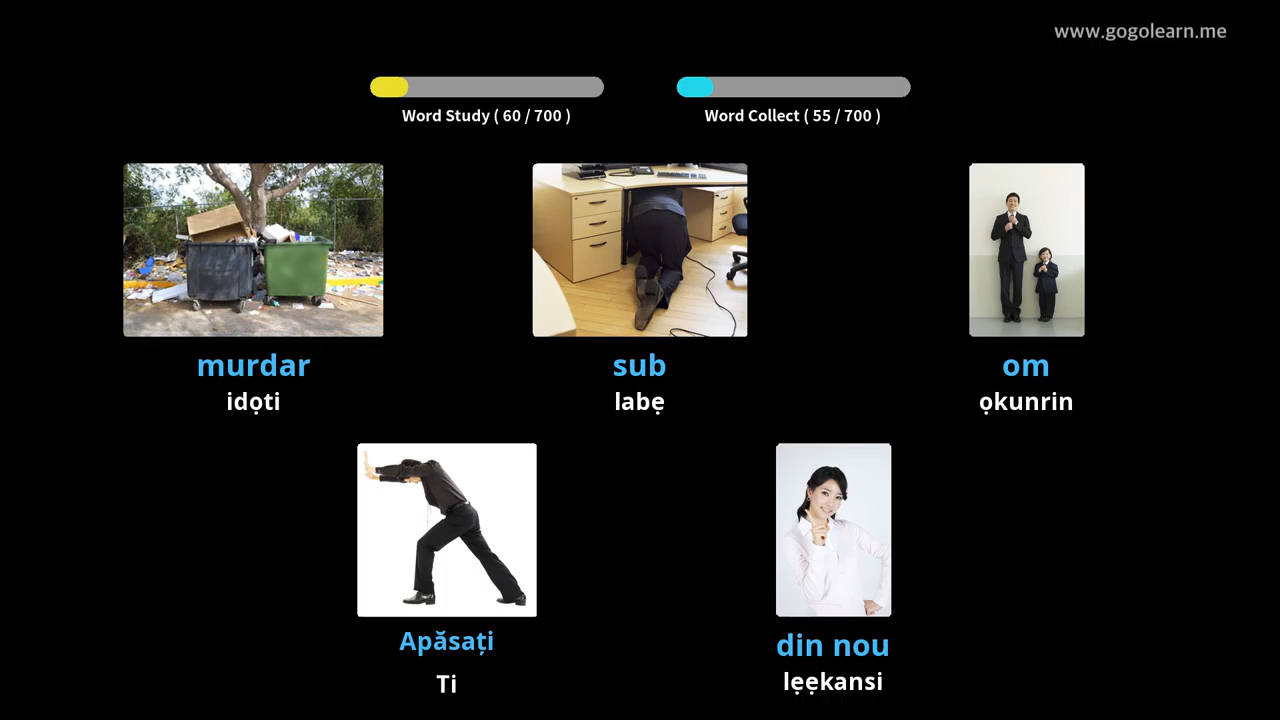 www.gogolearn.me
Word Study ( 60 / 700 )
Word Collect ( 55 / 700 )
murdar
idọti
sub
labẹ
om
ọkunrin
Apăsați
Ti
din nou
lẹẹkansi